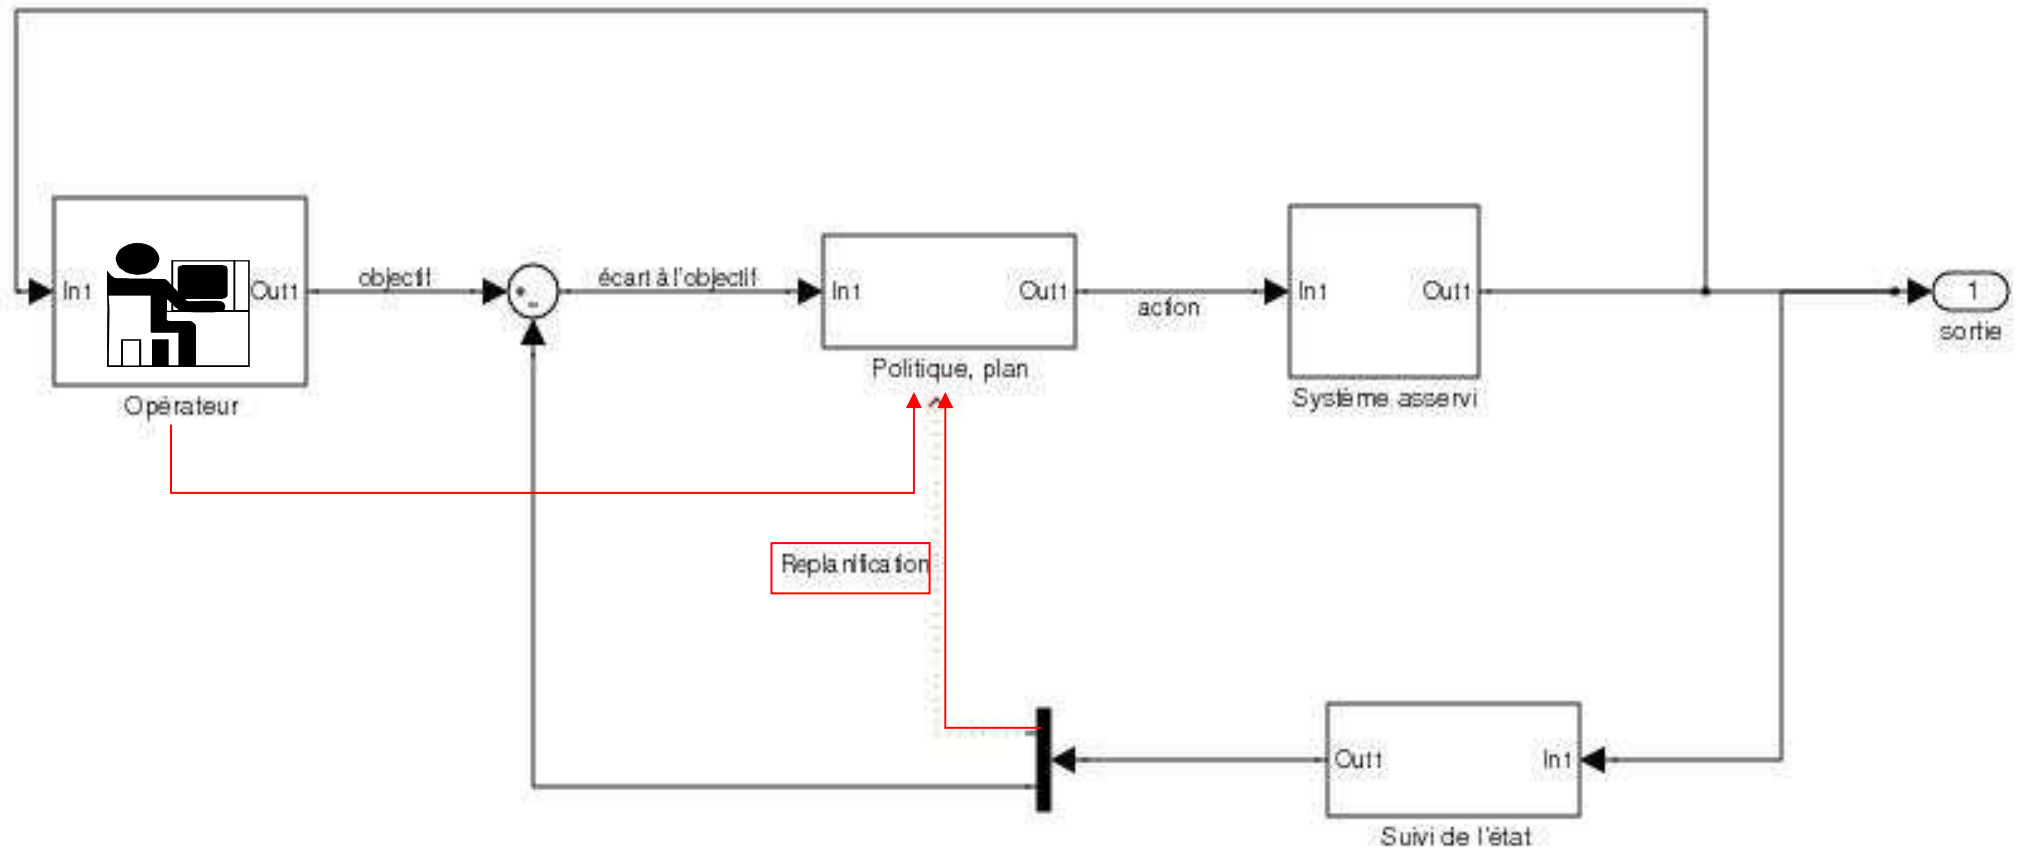 In1
Out1
Opérateur
objectif
écart à l'objectif
In1
Out1
Politique, plan
action
In1
Out1
Système asservi
1
sortie
Replanification
Out1
In1
Suivi de l'état